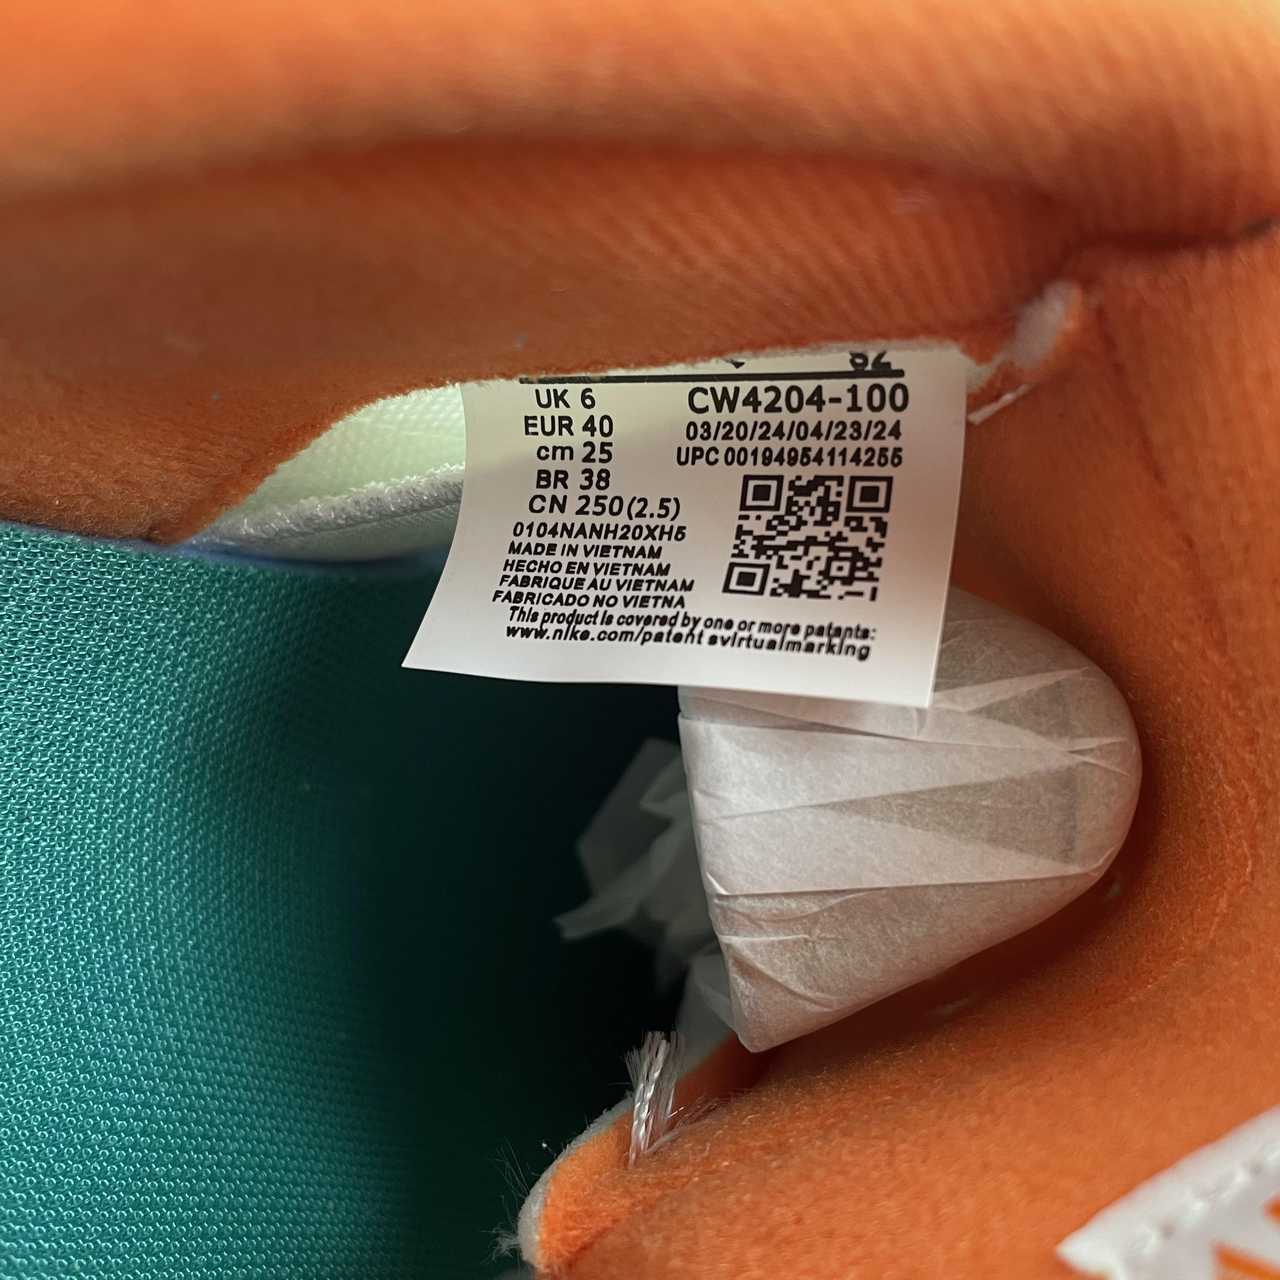 UK 6
EUR 40
cm 25
BR 38
CN 250(2.5)
CW4204-100
03/20/24/04/23/24
UPC 00194954114255
0104NANH20XH5
MADE IN VIETNAM
HECHO EN VIETNAM
FABRIQUE AU VIETNAM
FABRICADO NO VIETNA
This product is covered by one or more patents:
www.nike.com/patent svirtualmarking